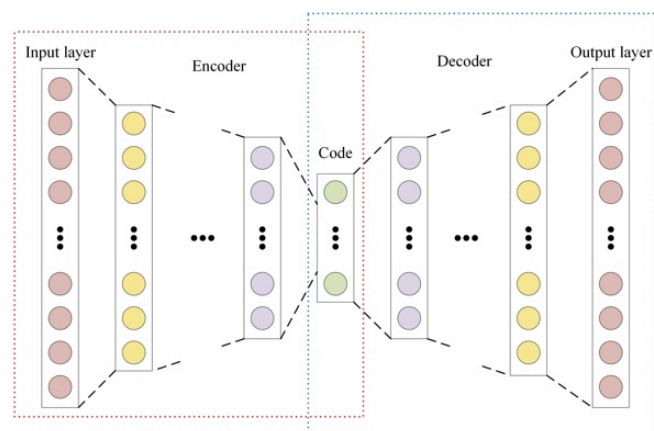 Input layer
Encoder
Decoder
Output layer
Code